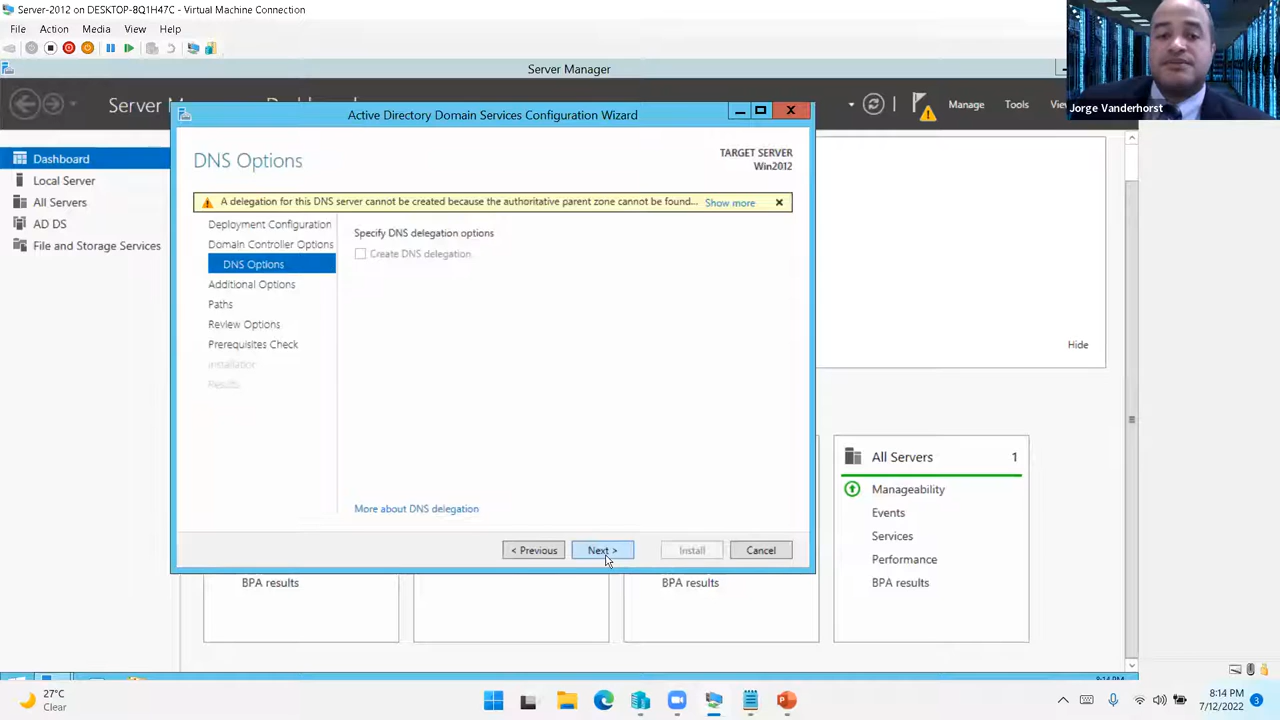 Server-2012 on DESKTOP-8Q1H47C - Virtual Machine Connection
File Action Media View Help
Server Manager
Jorge Vanderhorst
Manage Tools
Active Directory Domain Services Configuration Wizard
DNS Options
TARGET SERVER
Win2012
A delegation for this DNS server cannot be created because the authoritative parent zone cannot be found... Show more
Dashboard
Local Server
All Servers
AD DS
File and Storage Services
Deployment Configuration
Domain Controller Options
DNS Options
Additional Options
Paths
Review Options
Prerequisites Check
Installation
Results
Specify DNS delegation options
Create DNS delegation
More about DNS delegation
< Previous Next > Install Cancel
Hide
All Servers 1
Manageability
Events
Services
Performance
BPA results
BPA results
BPA results
27°C
Clear
8:14 PM
7/12/2022
3